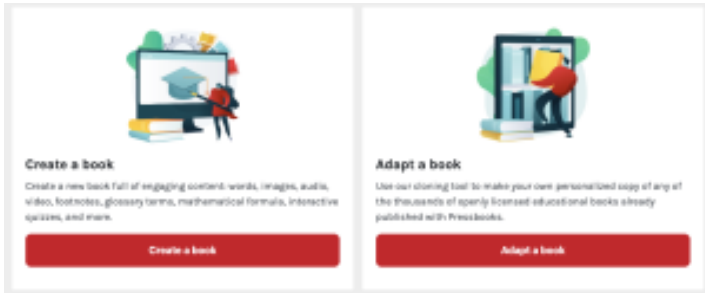 Create a book
Create a new book full of engaging content: words, images, audio,
video, footnotes, glossary terms, mathematical formula, interactive
quizzes, and more.
Create a book
Adapt a book
Use our cloning tool to make your own personalized copy of any of
the thousands of openly licensed educational books already
published with Pressbooks.
Adapt a book